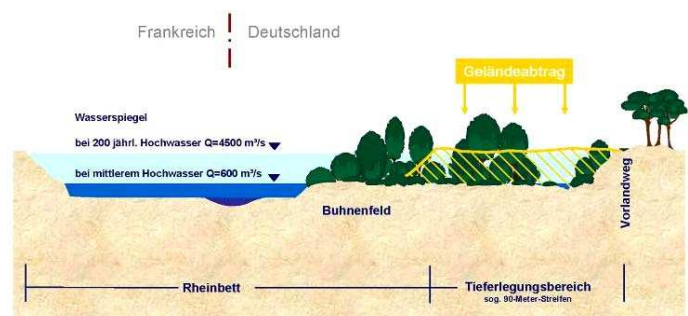 Frankreich
Deutschland
Geländeabtrag
Wasserspiegel
bei 200 jährl. Hochwasser Q=4500 m³/s
bei mittlerem Hochwasser Q=600 m³/s
Buhnenfeld
Vorlandweg
Rheinbett
Tieferlegungsbereich
sog. 90-Meter-Streifen